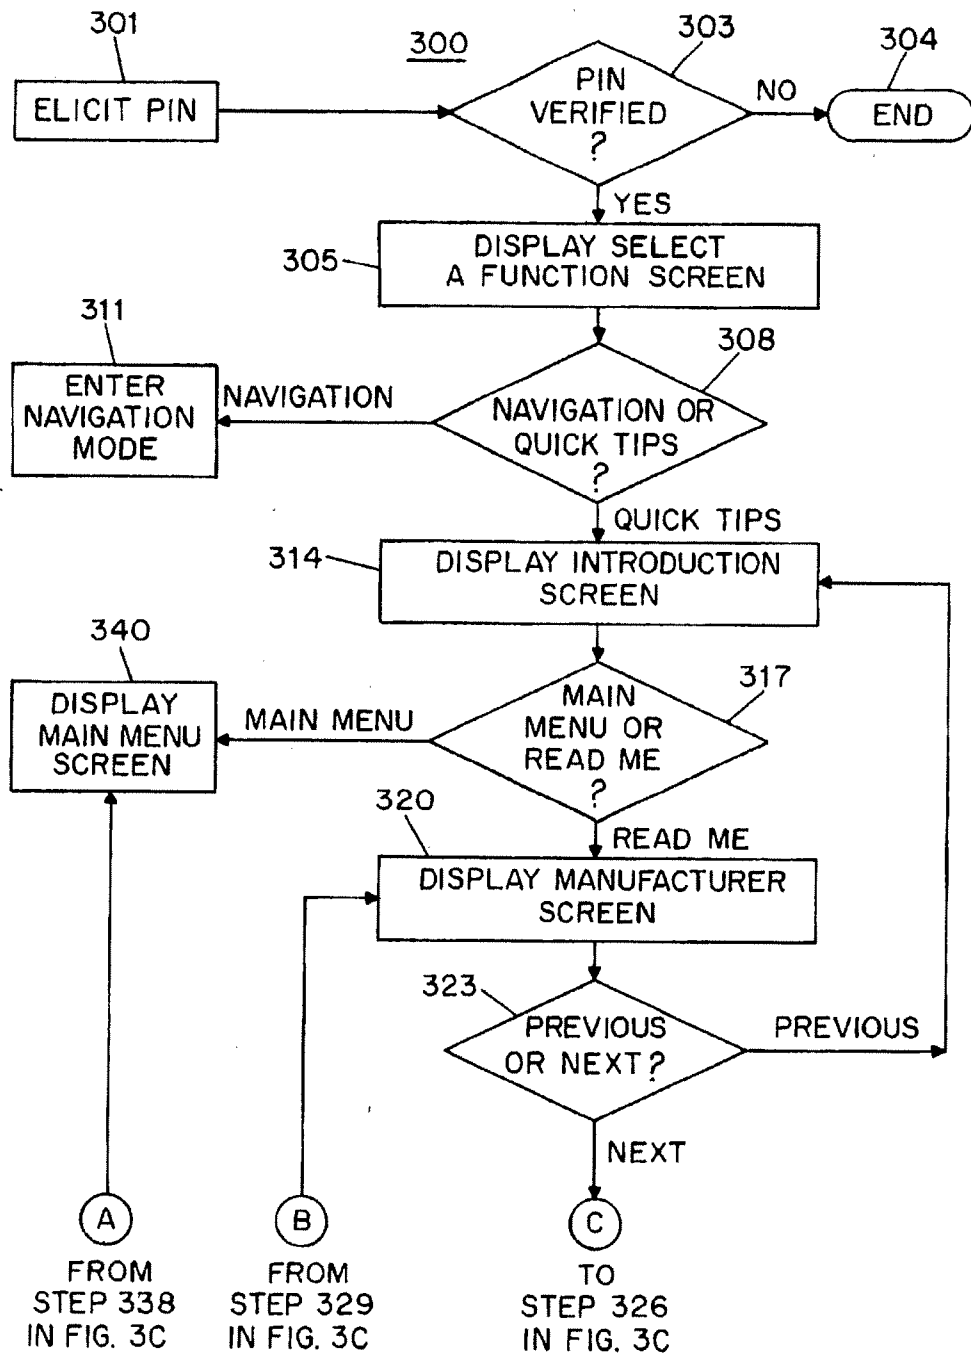 301
300
303
304
ELICIT PIN
PIN
VERIFIED
?
NO
END
YES
305
DISPLAY SELECT
A FUNCTION SCREEN
311
308
ENTER
NAVIGATION
MODE
NAVIGATION
NAVIGATION OR
QUICK TIPS
?
QUICK TIPS
314
DISPLAY INTRODUCTION
SCREEN
340
317
DISPLAY
MAIN MENU
SCREEN
MAIN MENU
MAIN
MENU OR
READ ME
?
320
READ ME
DISPLAY MANUFACTURER
SCREEN
323
PREVIOUS
OR NEXT?
PREVIOUS
NEXT
A
B
C
FROM
STEP 338
IN FIG. 3C
FROM
STEP 329
IN FIG. 3C
TO
STEP 326
IN FIG. 3C